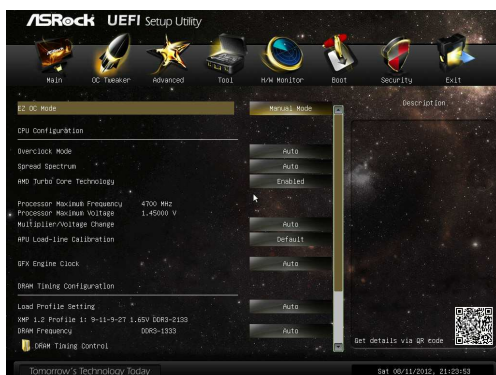 ASRock UEFI Setup Utility
Main OC Tweaker Advanced Tool H/W Monitor Boot Security Exit
EZ OC Mode Manual Mode
Description
CPU Configuration
Overclock Mode Auto
Spread Spectrum Auto
AMD Turbo Core Technology Enabled
Processor Maximum Frequency 4700 MHz
Processor Maximum Voltage 1.45000 V
Multiplier/Voltage Change Auto
APU Load-line Calibration Default
GFX Engine Clock Auto
DRAM Timing Configuration
Load Profile Setting Auto
XMP 1.2 Profile 1: 9-11-9-27 1.65V DDR3-2133
DRAM Frequency DDR3-1333 Auto
DRAM Timing Control
Get details via QR code
Tomorrow's Technology Today Sat 08/11/2012, 21:23:53